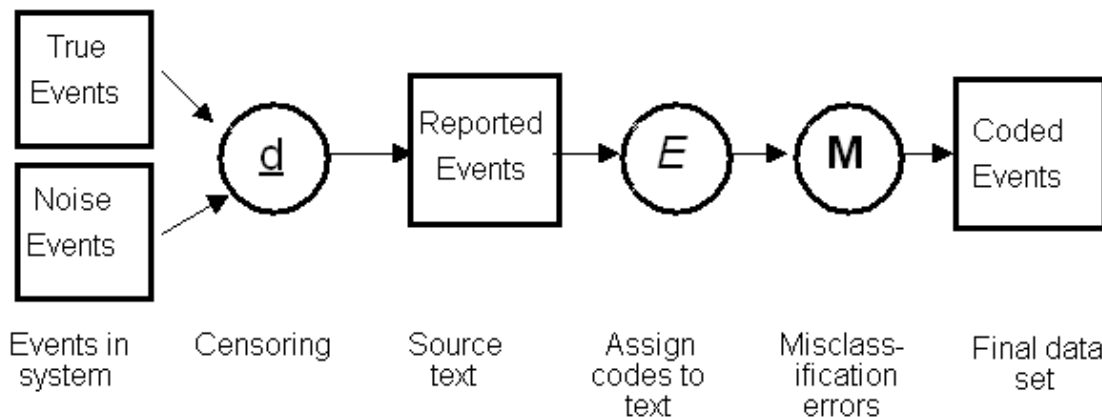 True
Events
Noise
Events
d
Reported
Events
E
M
Coded
Events
Events in
system
Censoring
Source
text
Assign
codes to
text
Misclass-
ification
errors
Final data
set